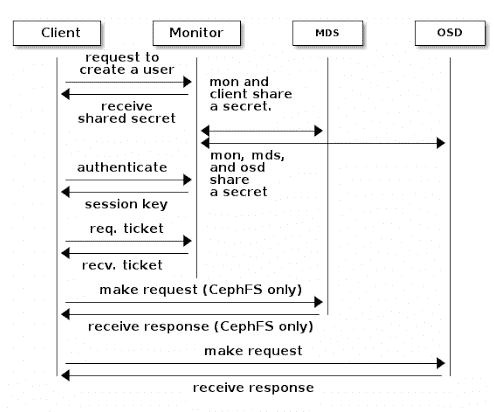 Client
Monitor
MDS
OSD
request to
create a user
mon and
client share
a secret.
receive
shared secret
mon, mds,
and osd
share
a secret
authenticate
session key
req. ticket
recv. ticket
make request (CephFS only)
receive response (CephFS only)
make request
receive response